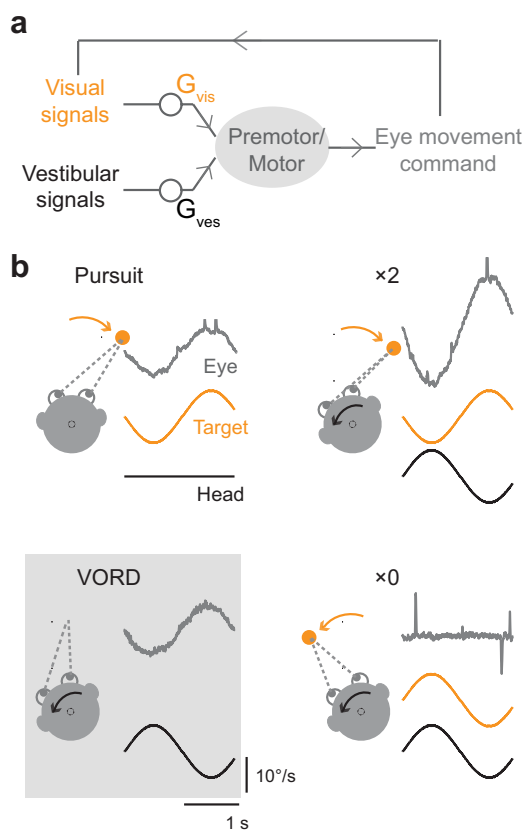 a
Visual
signals
G vis
Premotor/
Motor
Eye movement
command
Vestibular
signals
G ves
b
Pursuit
×2
Eye
Target
Head
VORD
×0
10°/s
1 s